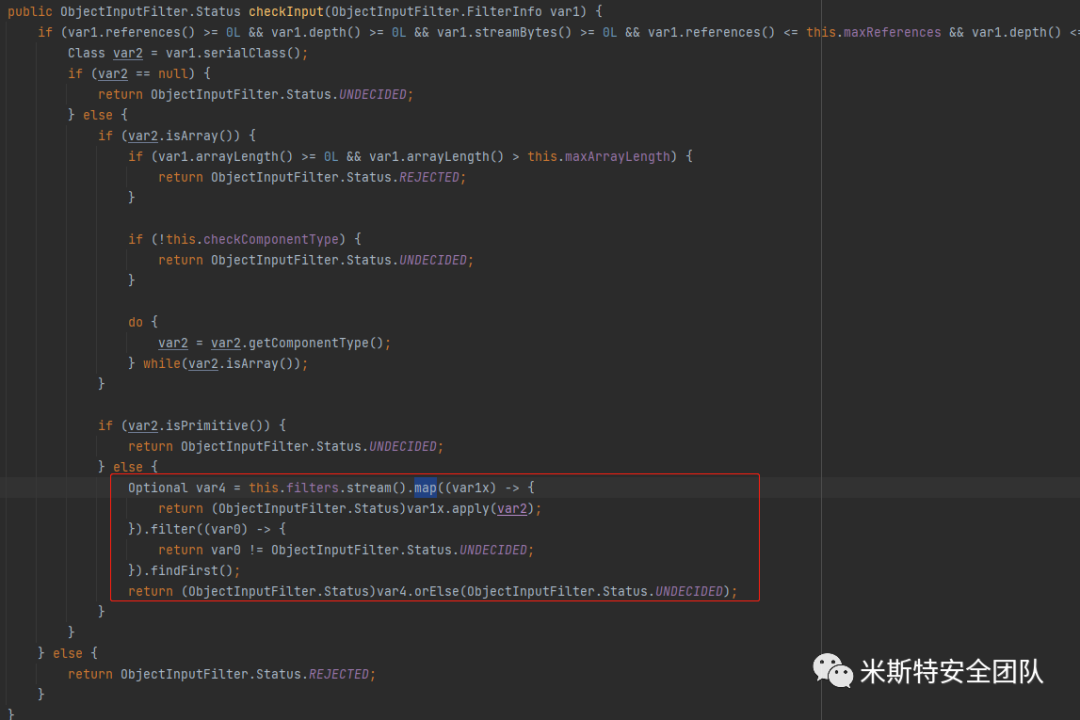 public ObjectInputFilter.Status checkInput(ObjectInputFilter.FilterInfo var1) {
if (var1.references() >= 0L && var1.depth() >= 0L && var1.streamBytes() >= 0L && var1.references() <= this.maxReferences && var1.depth() <=
Class var2 = var1.serialClass();
if (var2 == null) {
return ObjectInputFilter.Status.UNDECIDED;
} else {
if (var2.isArray()) {
if (var1.arrayLength() >= 0L && var1.arrayLength() > this.maxArrayLength) {
return ObjectInputFilter.Status.REJECTED;
}
if (!this.checkComponentType) {
return ObjectInputFilter.Status.UNDECIDED;
}
do {
var2 = var2.getComponentType();
} while(var2.isArray());
}
if (var2.isPrimitive()) {
return ObjectInputFilter.Status.UNDECIDED;
} else {
Optional var4 = this.filters.stream().map((var1x) -> {
return (ObjectInputFilter.Status)var1x.apply(var2);
}).filter((var0) -> {
return var0 != ObjectInputFilter.Status.UNDECIDED;
}).findFirst();
return (ObjectInputFilter.Status)var4.orElse(ObjectInputFilter.Status.UNDECIDED);
}
}
} else {
return ObjectInputFilter.Status.REJECTED;
}
}
米斯特安全团队